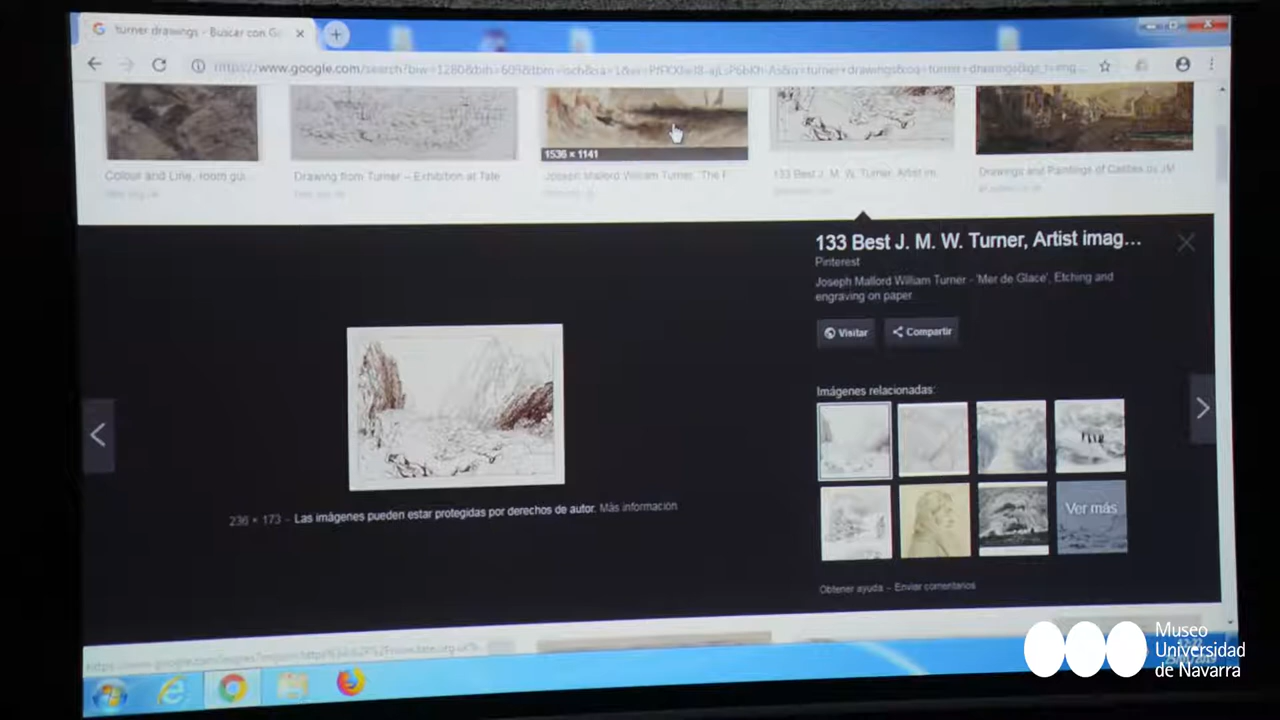 turner drawings - Buscar con Go
1536 × 1141
Colour and Line, room gui...
Drawing from Turner – Exhibition at Tate
Joseph Mallord William Turner, 'The F
133 Best J. M. W. Turner, Artist im...
Drawings and Paintings of Castles by JM
133 Best J. M. W. Turner, Artist imag...
Pinterest
Joseph Mallord William Turner - 'Mer de Glace', Etching and
engraving on paper
Visitar
Compartir
Imágenes relacionadas:
Ver más
236 × 173 - Las imágenes pueden estar protegidas por derechos de autor. Más información
Obtener ayuda - Enviar comentarios
12:22
Museo
Universidad
de Navarra